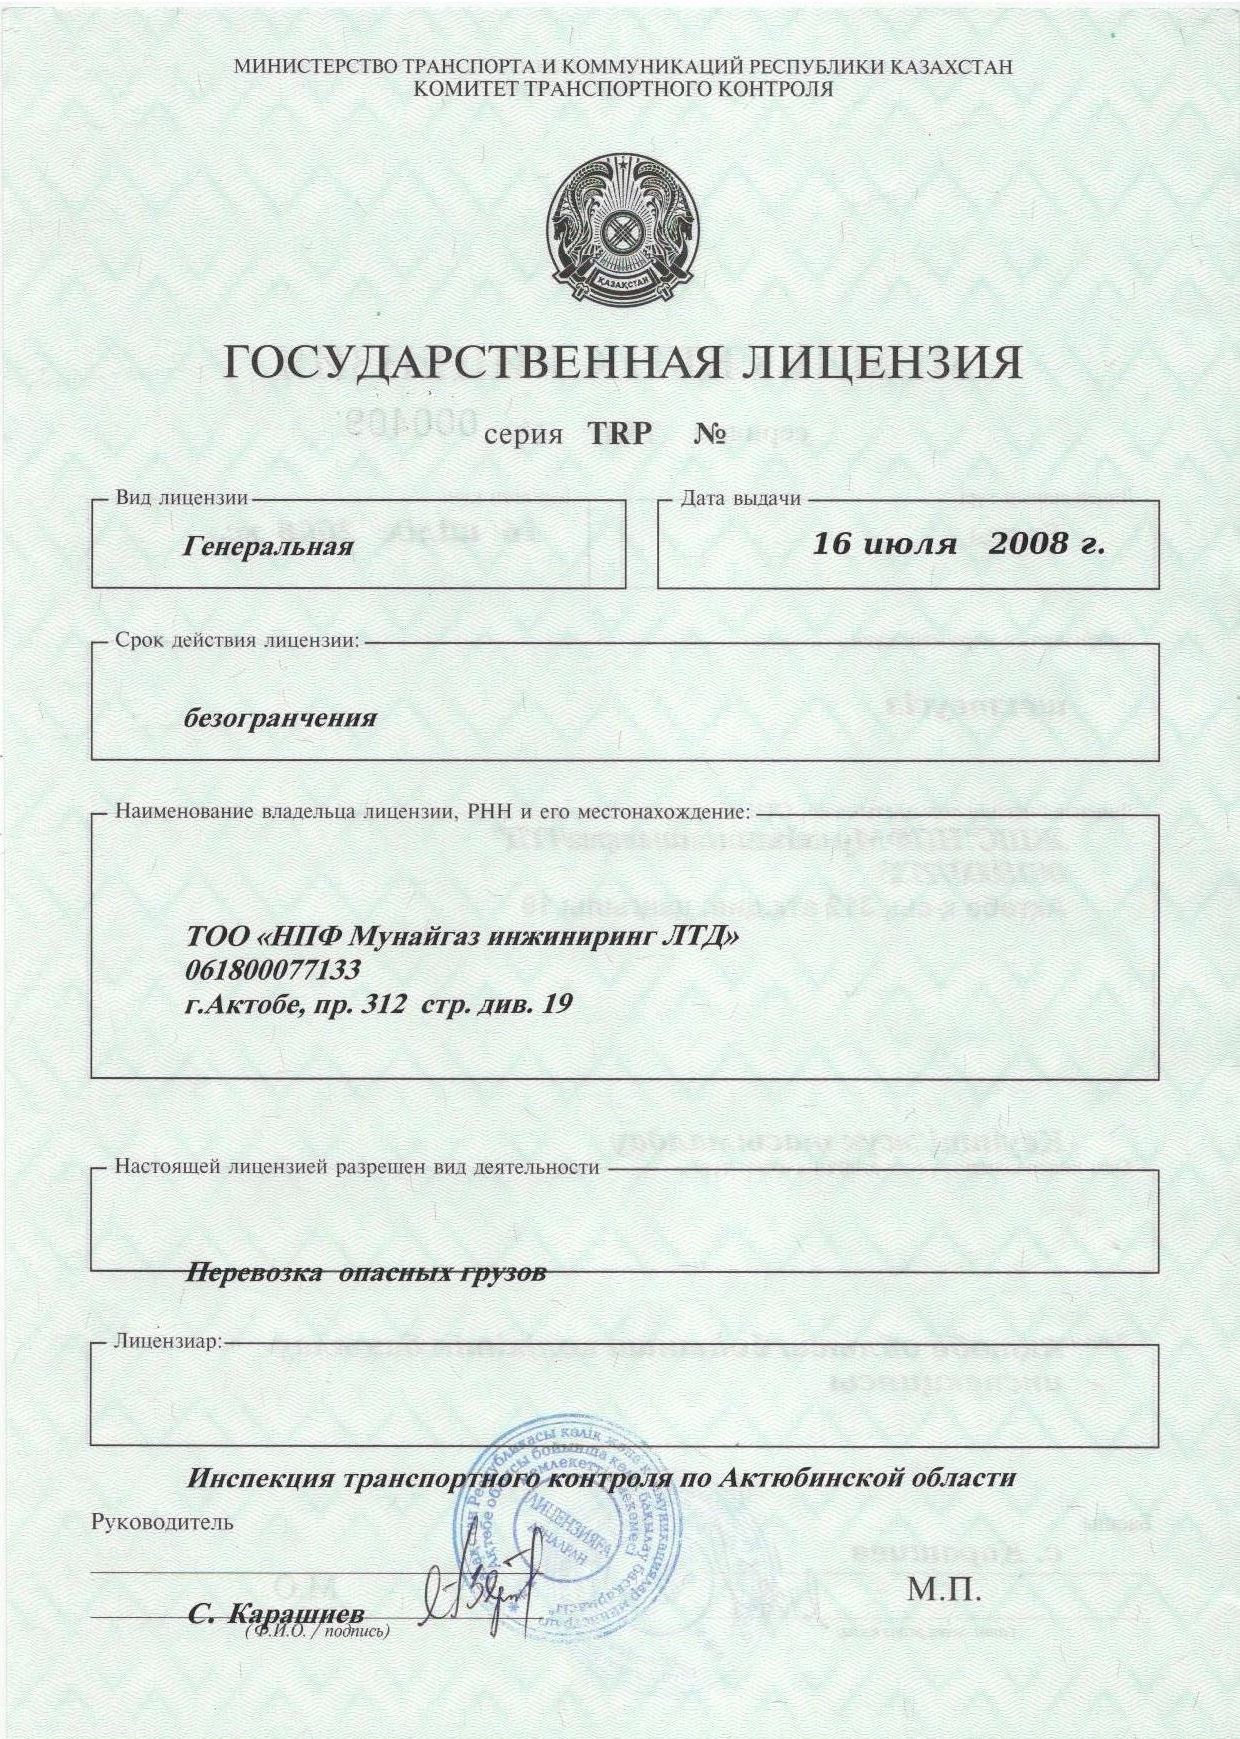 МИНИСТЕРСТВО ТРАНСПОРТА И КОММУНИКАЦИЙ РЕСПУБЛИКИ КАЗАХСТАН
КОМИТЕТ ТРАНСПОРТНОГО КОНТРОЛЯ
ҚАЗАҚСТАН
ГОСУДАРСТВЕННАЯ ЛИЦЕНЗИЯ
серия TRP №
Вид лицензии
Генеральная
Дата выдачи
16 июля 2008 г.
Срок действия лицензии:
безогранчения
Наименование владельца лицензии, РНН и его местонахождение:
ТОО «НПФ Мунайгаз инжиниринг ЛТД»
061800077133
г.Актобе, пр. 312 стр. див. 19
Настоящей лицензией разрешен вид деятельности
Перевозка опасных грузов
Лицензиар:
Инспекция транспортного контроля по Актюбинской области
Руководитель
ЛИЦЕНЗИЯҒА
АРНАЛҒАН
М.П.
С. Карашиев
(Ф.И.О. / подпись)